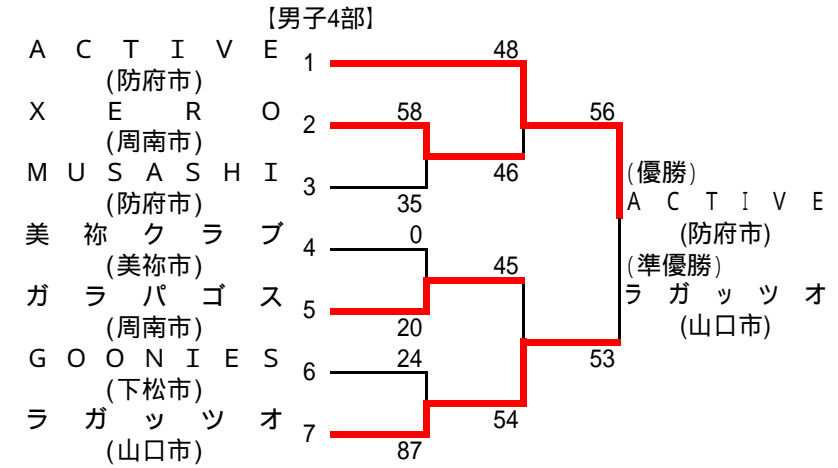 【男子4部】
ACTIVE 1 48
(防府市)
XERO 2 58 56
(周南市)
MUSASHI 3 46 (優勝)
(防府市) 35 ACTIVE
美祢クラブ 4 0 (防府市)
(美祢市) 45 (準優勝)
ガラパゴス 5 ラガッツオ
(周南市) 20 (山口市)
GOONIES 6 24 53
(下松市)
ラガッツオ 7 54
(山口市) 87